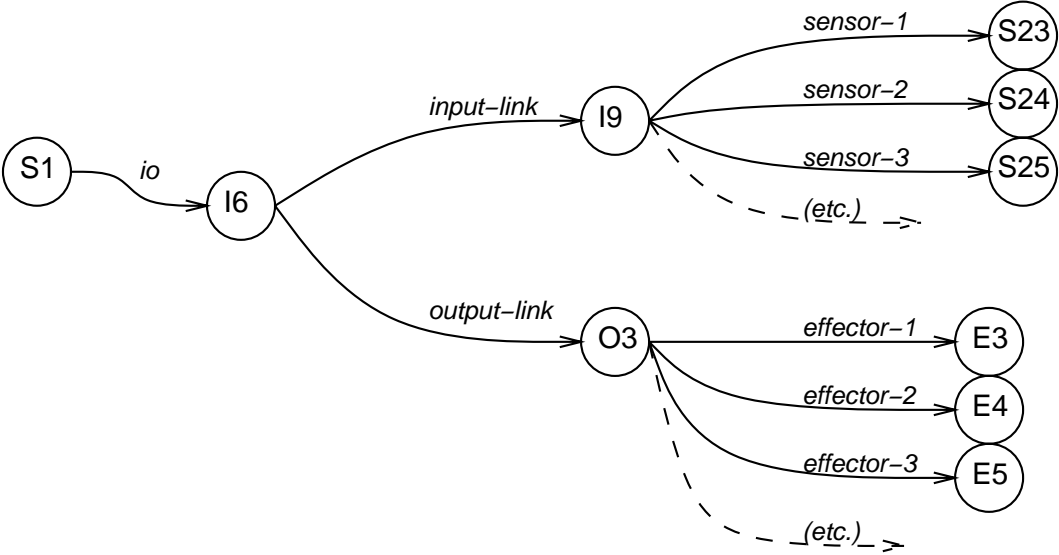 S1
io
I6
input–link
I9
sensor–1
S23
sensor–2
S24
sensor–3
S25
(etc.)
output–link
O3
effector–1
E3
effector–2
E4
effector–3
E5
(etc.)